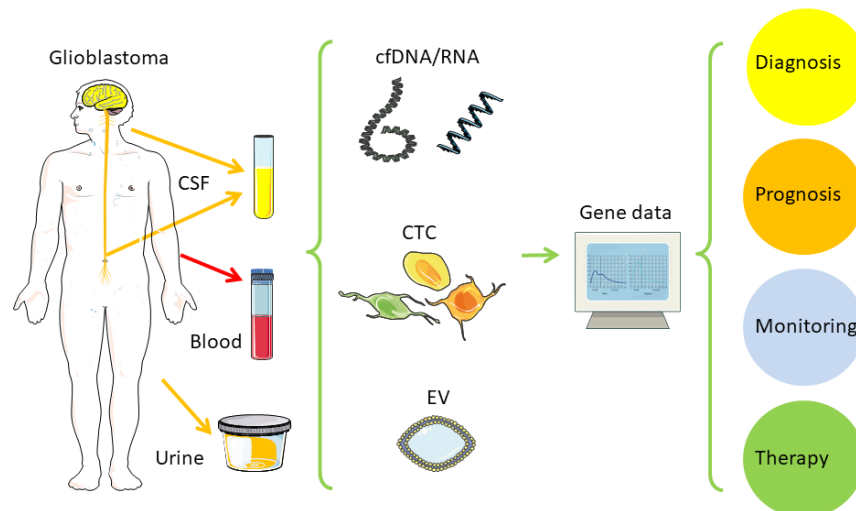 Glioblastoma
CSF
Blood
Urine
cfDNA/RNA
CTC
EV
Gene data
Diagnosis
Prognosis
Monitoring
Therapy